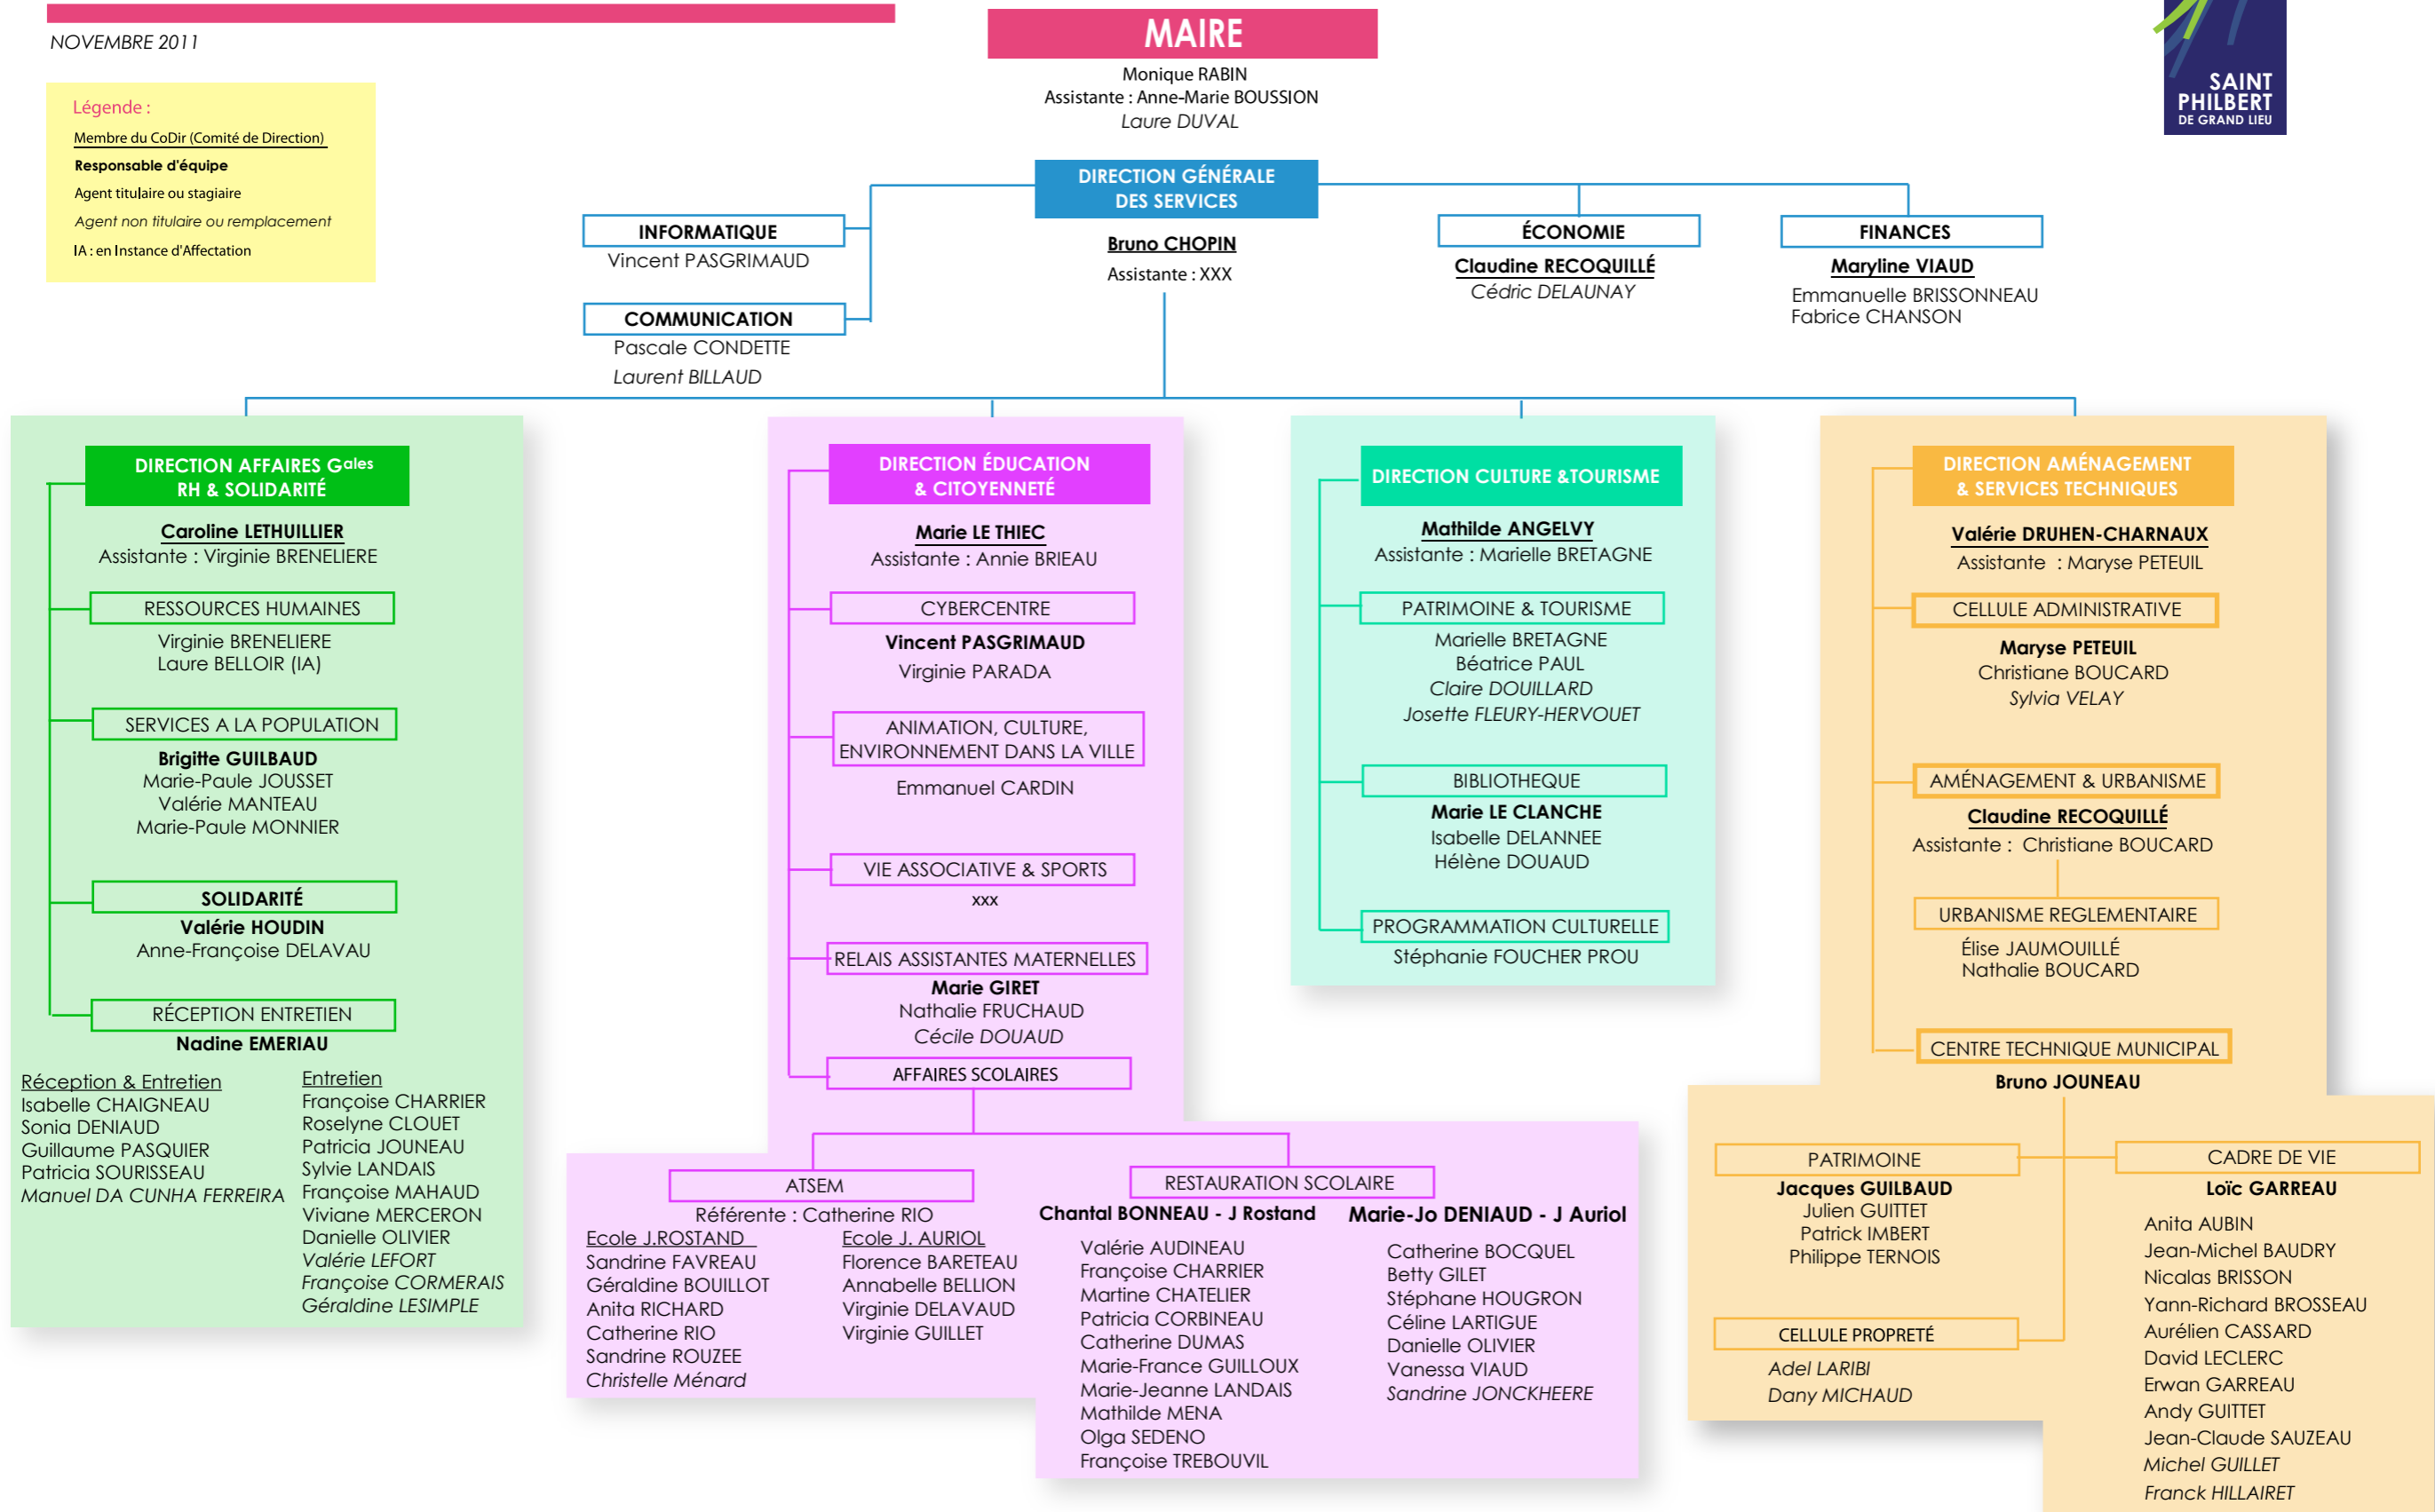 NOVEMBRE 2011
Légende :
Membre du CoDir (Comité de Direction)
Responsable d'équipe
Agent titulaire ou stagiaire
Agent non titulaire ou remplacement
IA : en Instance d'Affectation
MAIRE
Monique RABIN
Assistante : Anne-Marie BOUSSION
Laure DUVAL
SAINT
PHILBERT
DE GRAND LIEU
DIRECTION GÉNÉRALE
DES SERVICES
Bruno CHOPIN
Assistante : XXX
INFORMATIQUE
Vincent PASGRIMAUD
COMMUNICATION
Pascale CONDETTE
Laurent BILLAUD
ÉCONOMIE
Claudine RECOQUILLÉ
Cédric DELAUNAY
FINANCES
Maryline VIAUD
Emmanuelle BRISSONNEAU
Fabrice CHANSON
DIRECTION AFFAIRES Gales
RH & SOLIDARITÉ
Caroline LETHUILLIER
Assistante : Virginie BRENELIERE
RESSOURCES HUMAINES
Virginie BRENELIERE
Laure BELLOIR (IA)
SERVICES A LA POPULATION
Brigitte GUILBAUD
Marie-Paule JOUSSET
Valérie MANTEAU
Marie-Paule MONNIER
SOLIDARITÉ
Valérie HOUDIN
Anne-Françoise DELAVAU
RÉCEPTION ENTRETIEN
Nadine EMERIAU
Réception & Entretien
Isabelle CHAIGNEAU
Sonia DENIAUD
Guillaume PASQUIER
Patricia SOURISSEAU
Manuel DA CUNHA FERREIRA
Entretien
Françoise CHARRIER
Roselyne CLOUET
Patricia JOUNEAU
Sylvie LANDAIS
Françoise MAHAUD
Viviane MERCERON
Danielle OLIVIER
Valérie LEFORT
Françoise CORMERAIS
Géraldine LESIMPLE
DIRECTION ÉDUCATION
& CITOYENNETÉ
Marie LE THIEC
Assistante : Annie BRIEAU
CYBERCENTRE
Vincent PASGRIMAUD
Virginie PARADA
ANIMATION, CULTURE,
ENVIRONNEMENT DANS LA VILLE
Emmanuel CARDIN
VIE ASSOCIATIVE & SPORTS
xxx
RELAIS ASSISTANTES MATERNELLES
Marie GIRET
Nathalie FRUCHAUD
Cécile DOUAUD
AFFAIRES SCOLAIRES
ATSEM
Référente : Catherine RIO
Ecole J.ROSTAND
Sandrine FAVREAU
Géraldine BOUILLOT
Anita RICHARD
Catherine RIO
Sandrine ROUZEE
Christelle Ménard
Ecole J. AURIOL
Florence BARETEAU
Annabelle BELLION
Virginie DELAVAUD
Virginie GUILLET
RESTAURATION SCOLAIRE
Chantal BONNEAU - J Rostand
Valérie AUDINEAU
Françoise CHARRIER
Martine CHATELIER
Patricia CORBINEAU
Catherine DUMAS
Marie-France GUILLOUX
Marie-Jeanne LANDAIS
Mathilde MENA
Olga SEDENO
Françoise TREBOUVIL
Marie-Jo DENIAUD - J Auriol
Catherine BOCQUEL
Betty GILET
Stéphane HOUGRON
Céline LARTIGUE
Danielle OLIVIER
Vanessa VIAUD
Sandrine JONCKHEERE
DIRECTION CULTURE &TOURISME
Mathilde ANGELVY
Assistante : Marielle BRETAGNE
PATRIMOINE & TOURISME
Marielle BRETAGNE
Béatrice PAUL
Claire DOUILLARD
Josette FLEURY-HERVOUET
BIBLIOTHEQUE
Marie LE CLANCHE
Isabelle DELANNEE
Hélène DOUAUD
PROGRAMMATION CULTURELLE
Stéphanie FOUCHER PROU
DIRECTION AMÉNAGEMENT
& SERVICES TECHNIQUES
Valérie DRUHEN-CHARNAUX
Assistante : Maryse PETEUIL
CELLULE ADMINISTRATIVE
Maryse PETEUIL
Christiane BOUCARD
Sylvia VELAY
AMÉNAGEMENT & URBANISME
Claudine RECOQUILLÉ
Assistante : Christiane BOUCARD
URBANISME REGLEMENTAIRE
Élise JAUMOUILLÉ
Nathalie BOUCARD
CENTRE TECHNIQUE MUNICIPAL
Bruno JOUNEAU
PATRIMOINE
Jacques GUILBAUD
Julien GUITTET
Patrick IMBERT
Philippe TERNOIS
CELLULE PROPRETÉ
Adel LARIBI
Dany MICHAUD
CADRE DE VIE
Loïc GARREAU
Anita AUBIN
Jean-Michel BAUDRY
Nicalas BRISSON
Yann-Richard BROSSEAU
Aurélien CASSARD
David LECLERC
Erwan GARREAU
Andy GUITTET
Jean-Claude SAUZEAU
Michel GUILLET
Franck HILLAIRET